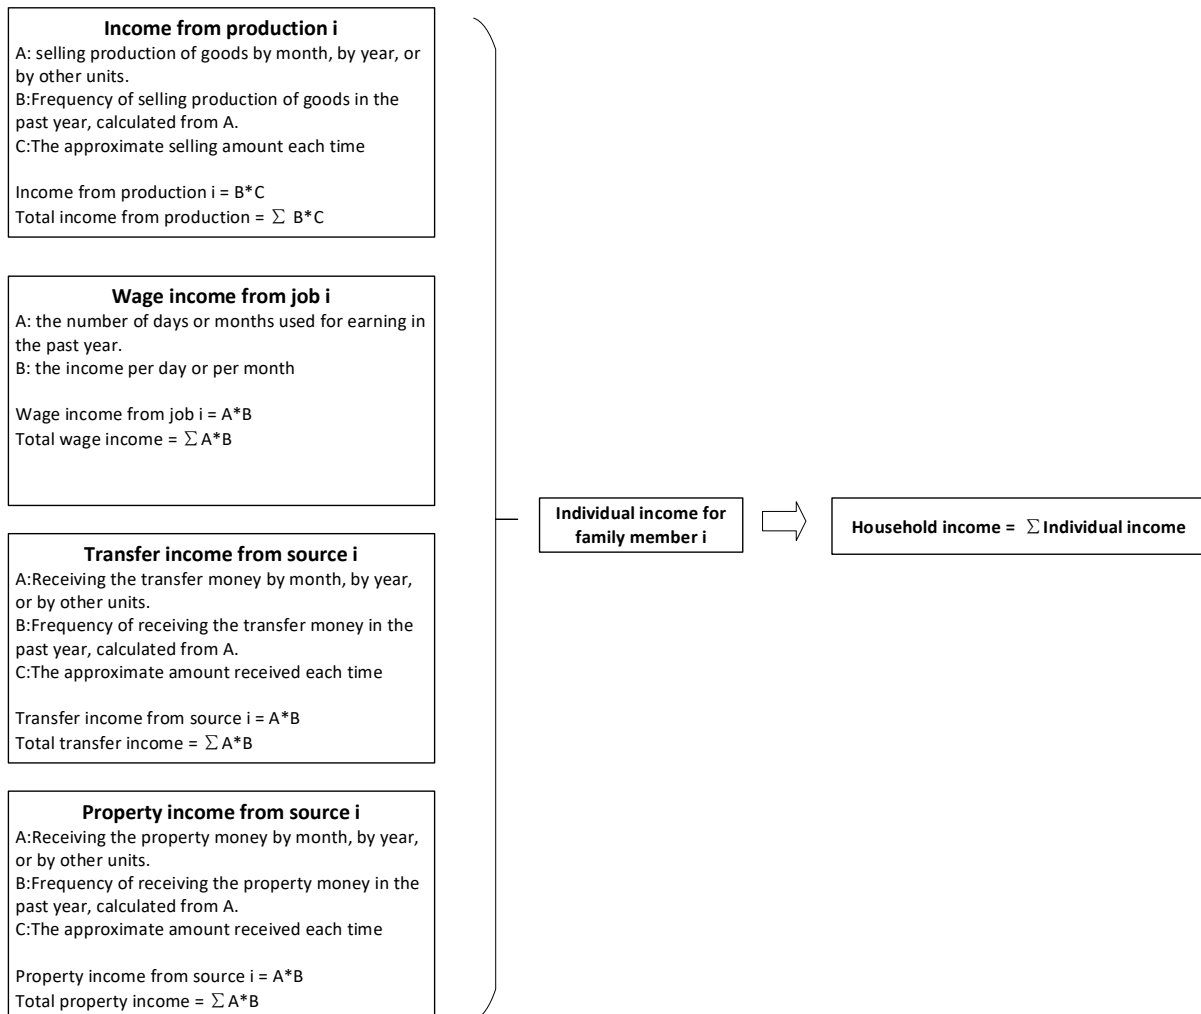 Income from production i
A: selling production of goods by month, by year, or
by other units.
B:Frequency of selling production of goods in the
past year, calculated from A.
C:The approximate selling amount each time
Income from production i = B*C
Total income from production = ∑ B*C
Wage income from job i
A: the number of days or months used for earning in
the past year.
B: the income per day or per month
Wage income from job i = A*B
Total wage income = ∑A*B
Transfer income from source i
A:Receiving the transfer money by month, by year,
or by other units.
B:Frequency of receiving the transfer money in the
past year, calculated from A.
C:The approximate amount received each time
Transfer income from source i = A*B
Total transfer income = ∑A*B
Property income from source i
A:Receiving the property money by month, by year,
or by other units.
B:Frequency of receiving the property money in the
past year, calculated from A.
C:The approximate amount received each time
Property income from source i = A*B
Total property income = ∑A*B
Individual income for
family member i
Household income = ∑Individual income